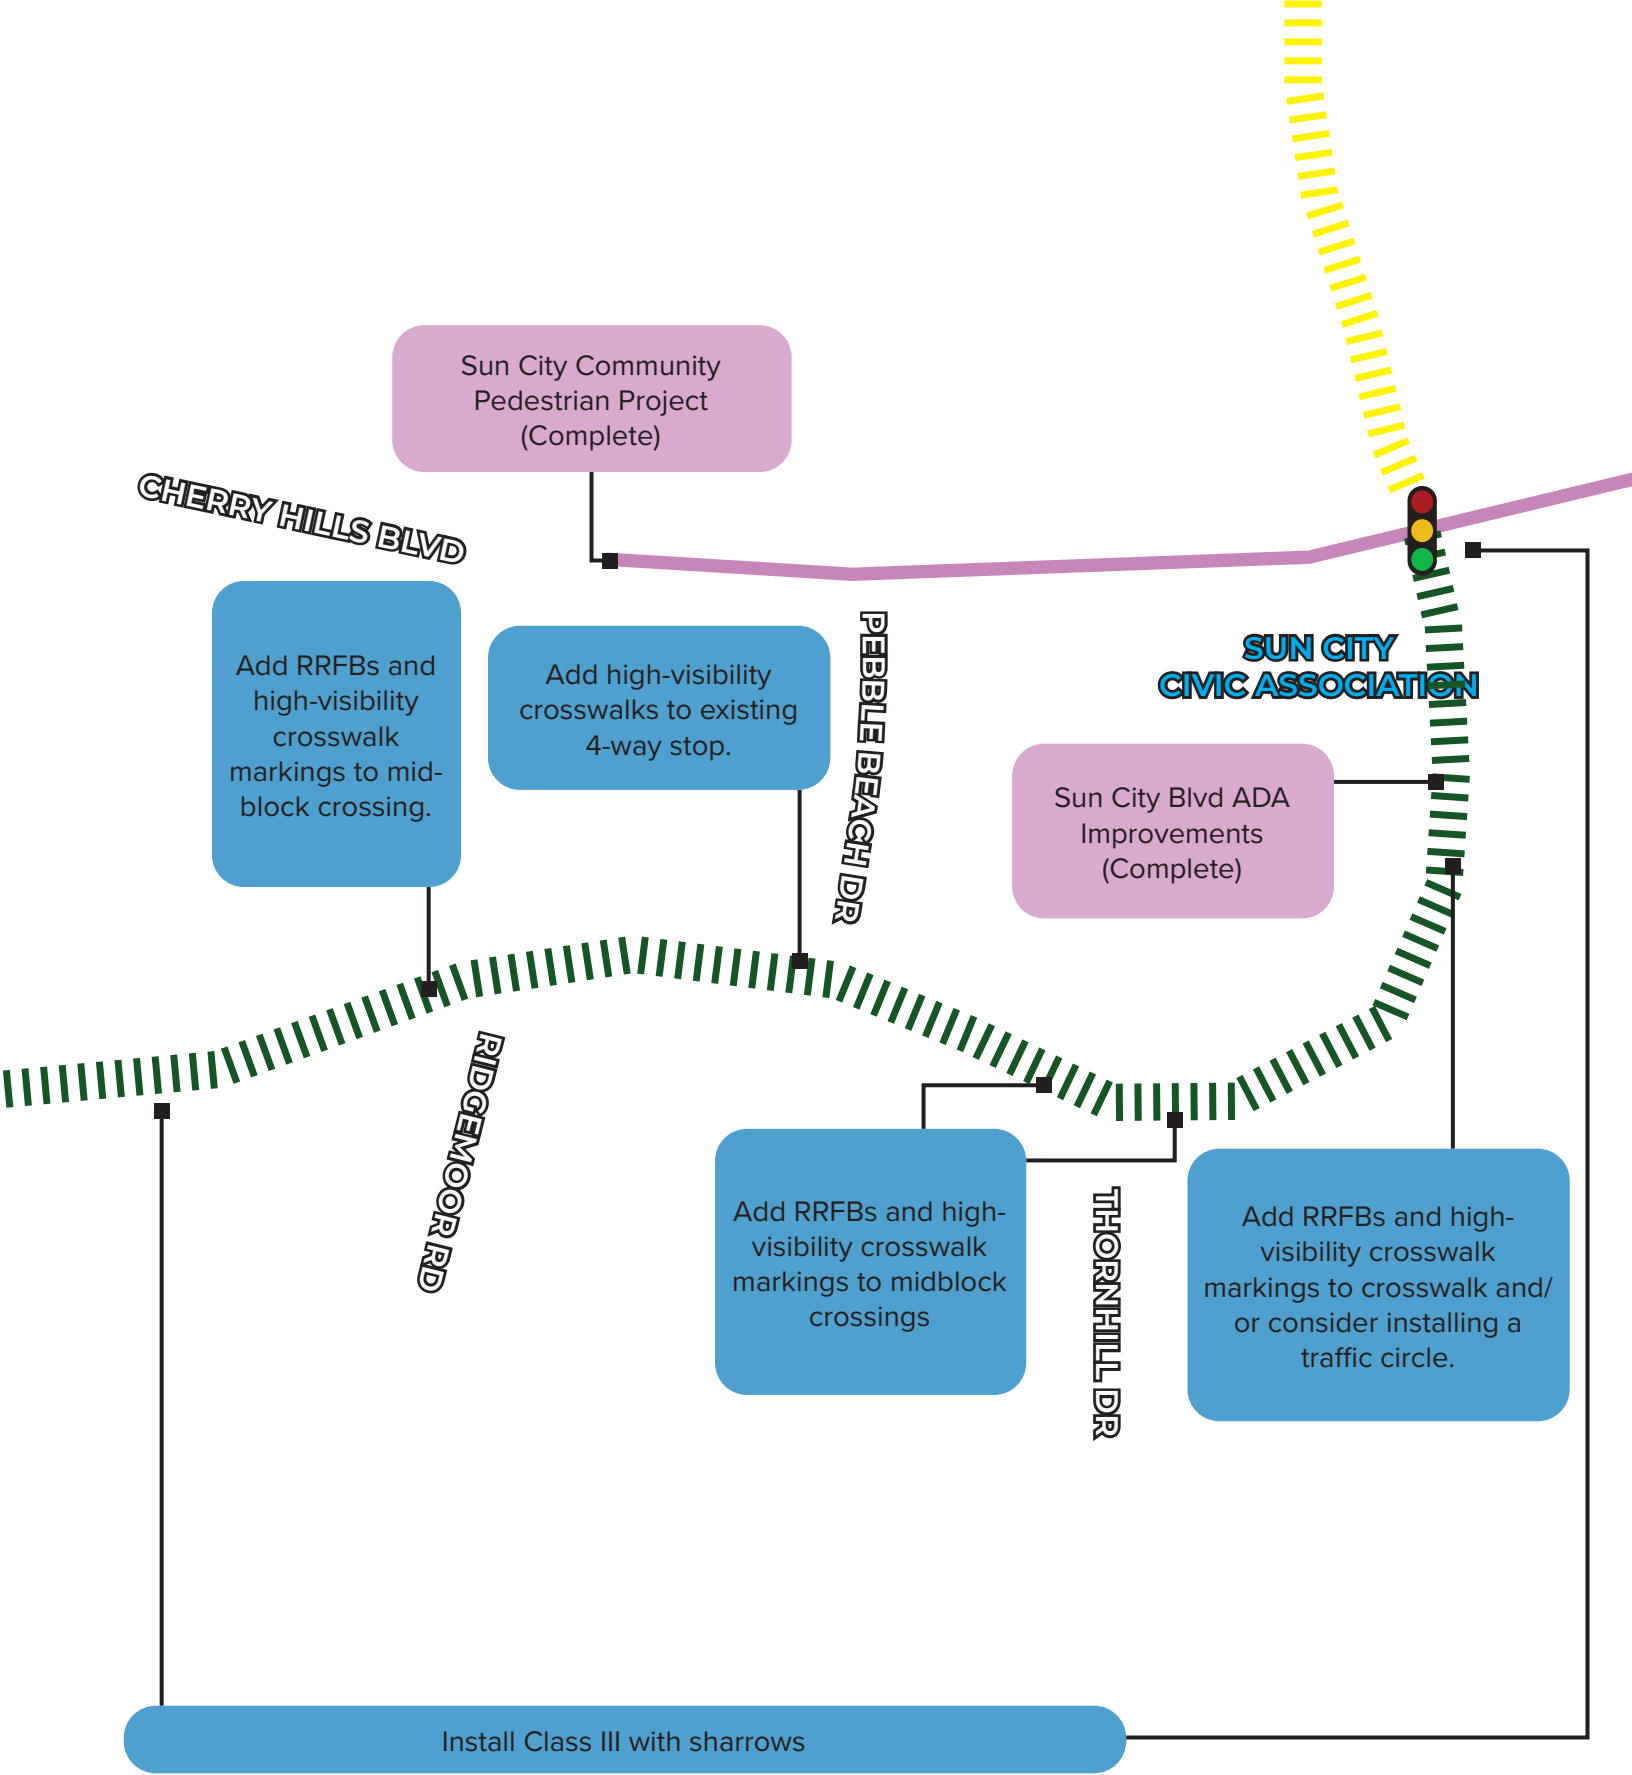 Sun City Community
Pedestrian Project
(Complete)
CHERRY HILLS BLVD
Add RRFBs and
high-visibility
crosswalk
markings to mid-
block crossing.
Add high-visibility
crosswalks to existing
4-way stop.
PEBBLE BEACH DR
SUN CITY
CIVIC ASSOCIATION
Sun City Blvd ADA
Improvements
(Complete)
RIDGEMOOR RD
Add RRFBs and high-
visibility crosswalk
markings to midblock
crossings
THORNHILL DR
Add RRFBs and high-
visibility crosswalk
markings to crosswalk and/
or consider installing a
traffic circle.
Install Class III with sharrows